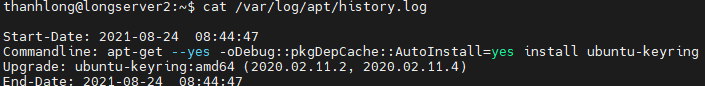 thanhlong@longserver2:~$ cat /var/log/apt/history.log
Start-Date: 2021-08-24  08:44:47
Commandline: apt-get --yes -oDebug::pkgDepCache::AutoInstall=yes install ubuntu-keyring
Upgrade: ubuntu-keyring:amd64 (2020.02.11.2, 2020.02.11.4)
End-Date: 2021-08-24  08:44:47